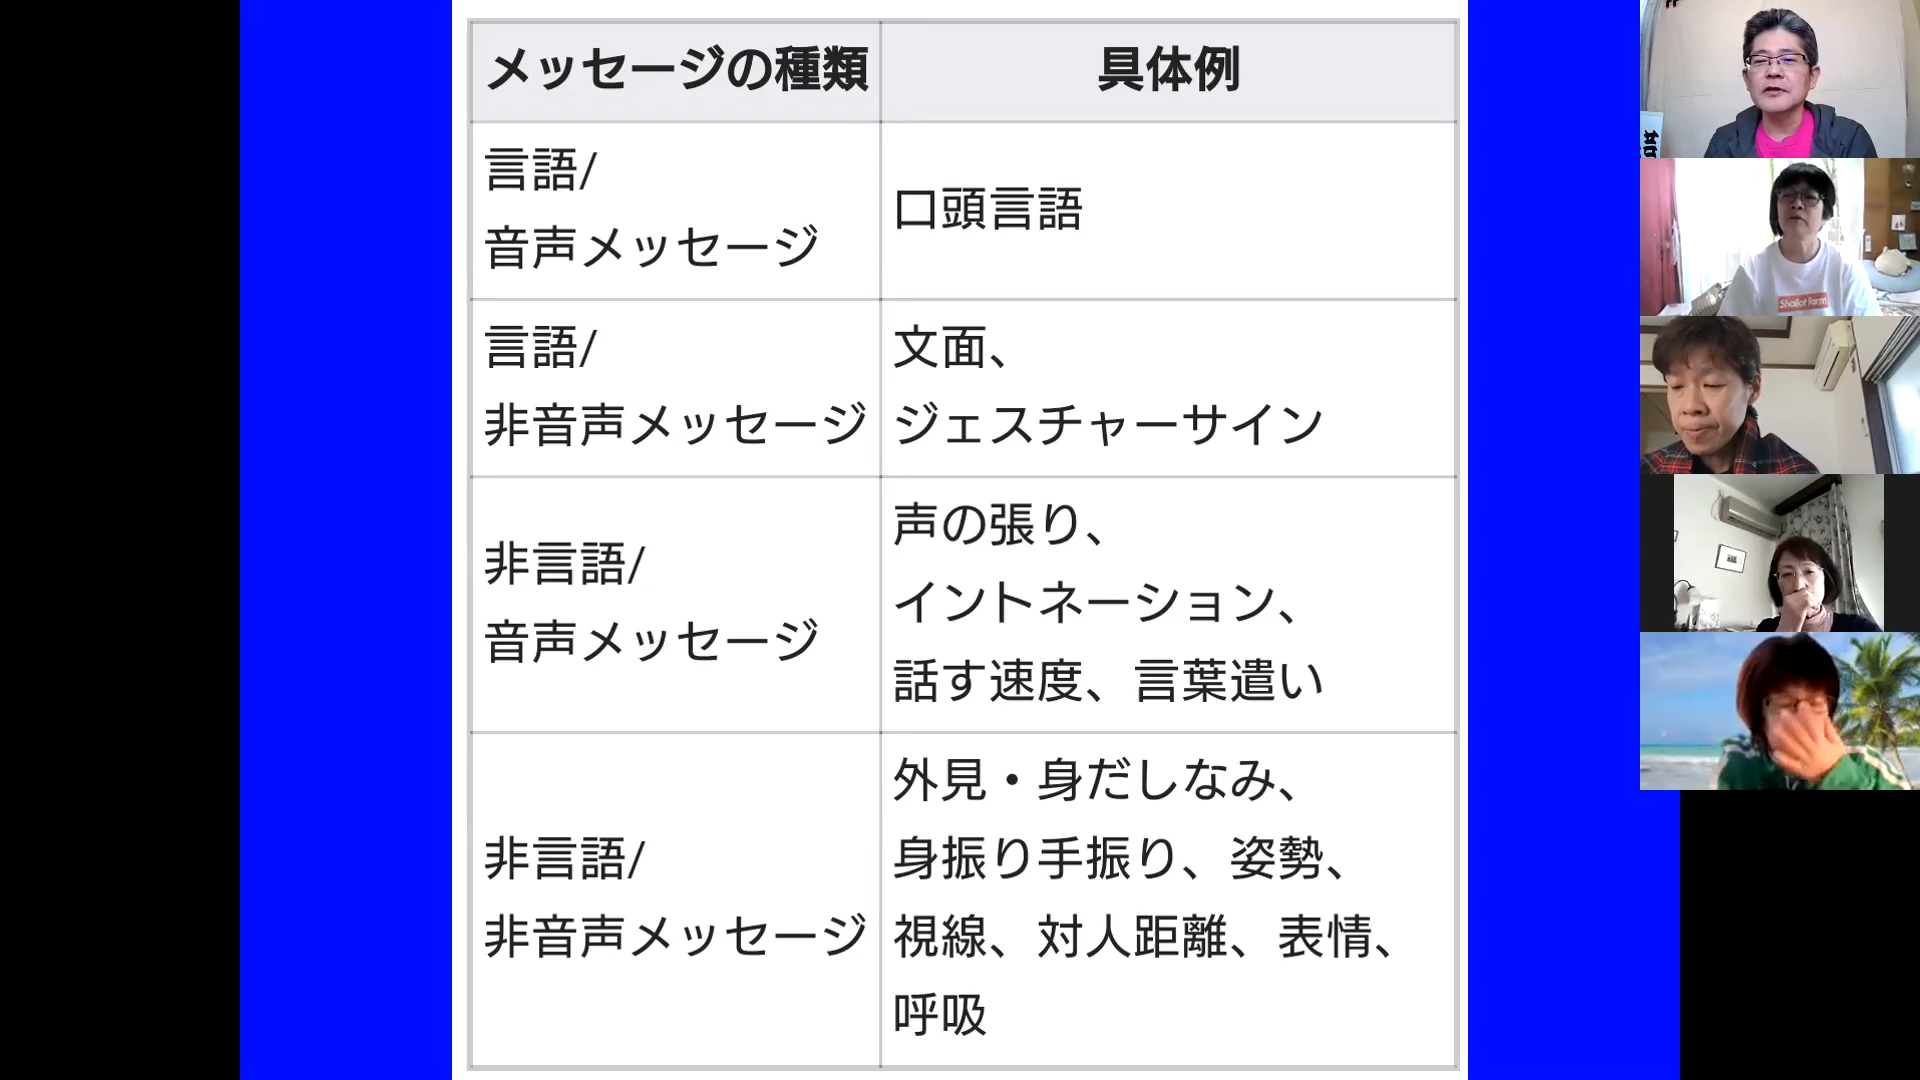 メッセージの種類
具体例
言語/
音声メッセージ
口頭言語
言語/
非音声メッセージ
文面、
ジェスチャーサイン
非言語/
音声メッセージ
声の張り、
イントネーション、
話す速度、言葉遣い
非言語/
非音声メッセージ
外見・身だしなみ、
身振り手振り、姿勢、
視線、対人距離、表情、
呼吸
Shallot farm